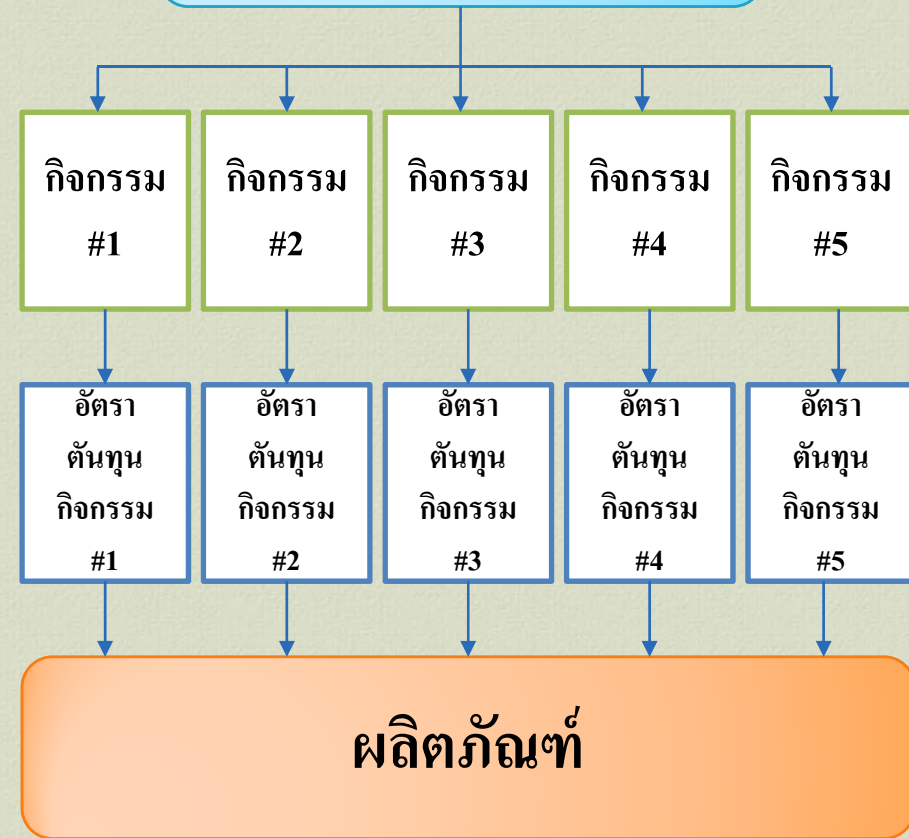 กิจกรรม
#1
กิจกรรม
#2
กิจกรรม
#3
กิจกรรม
#4
กิจกรรม
#5
อัตรา
ต้นทุน
กิจกรรม
#1
อัตรา
ต้นทุน
กิจกรรม
#2
อัตรา
ต้นทุน
กิจกรรม
#3
อัตรา
ต้นทุน
กิจกรรม
#4
อัตรา
ต้นทุน
กิจกรรม
#5
ผลิตภัณฑ์